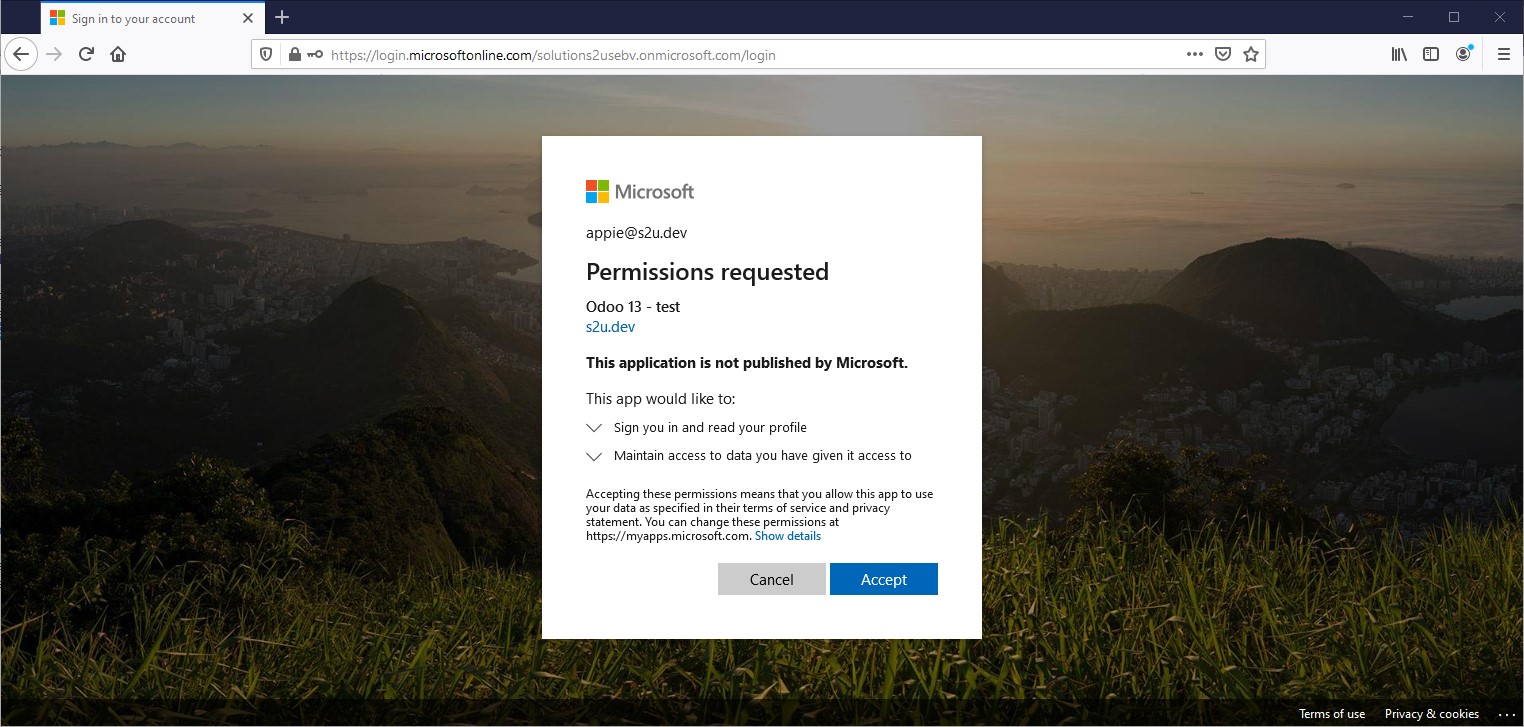 Sign in to your account
https://login.microsoftonline.com/solutions2usebv.onmicrosoft.com/login
Microsoft
appie@s2u.dev
Permissions requested
Odoo 13 - test
s2u.dev
This application is not published by Microsoft.
This app would like to:
Sign you in and read your profile
Maintain access to data you have given it access to
Accepting these permissions means that you allow this app to use
your data as specified in their terms of service and privacy
statement. You can change these permissions at
https://myapps.microsoft.com. Show details
Cancel Accept
Terms of use Privacy & cookies ...